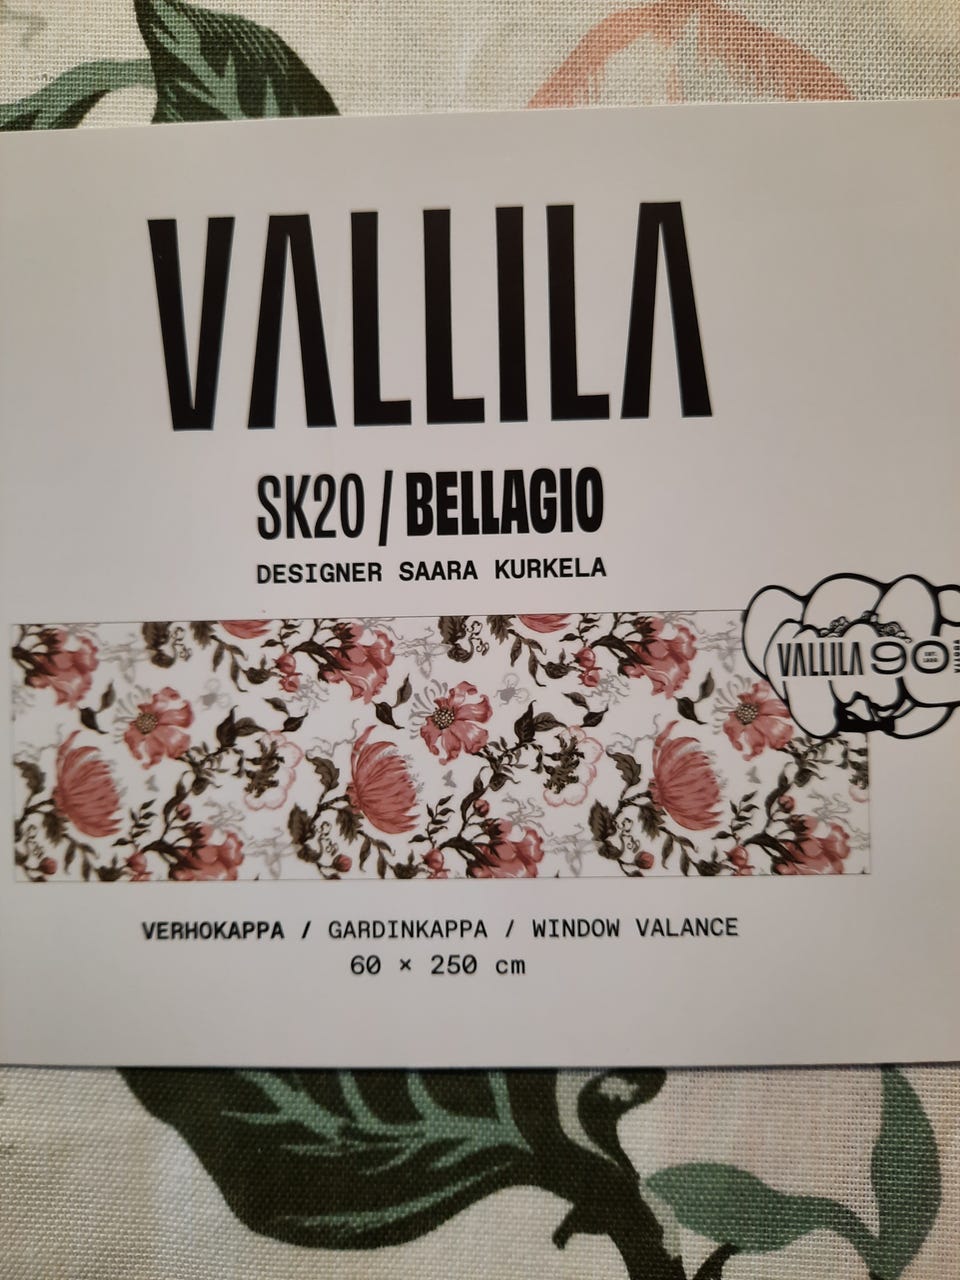 VALLILA
SK20 / BELLAGIO
DESIGNER SAARA KURKELA
VALLILA 90
VERHOKAPPA / GARDINKAPPA / WINDOW VALANCE
60 × 250 cm